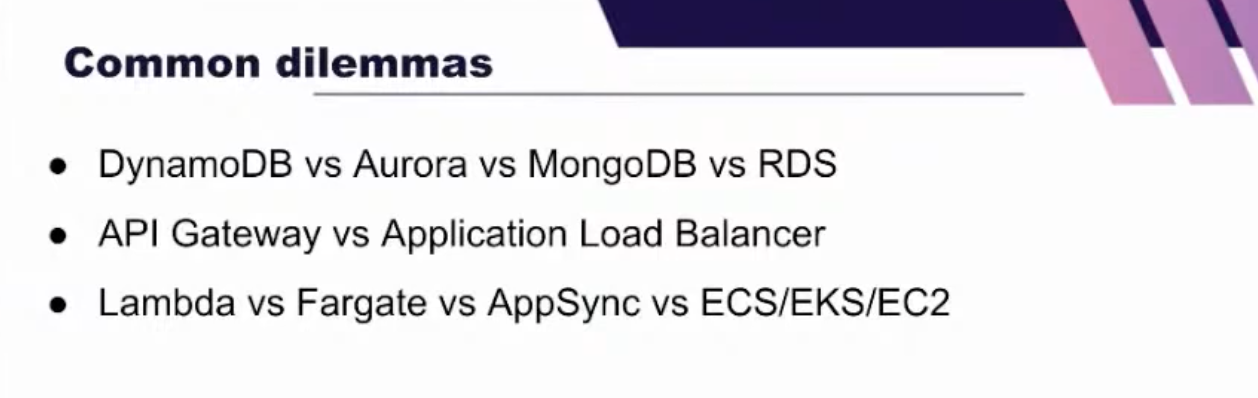 Common dilemmas
● DynamoDB vs Aurora vs MongoDB vs RDS
● API Gateway vs Application Load Balancer
● Lambda vs Fargate vs AppSync vs ECS/EKS/EC2